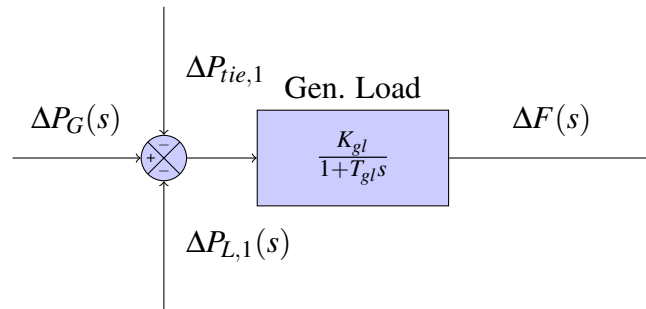 ΔP_{tie,1}
Gen. Load
ΔP_G(s)
ΔF(s)
−
+
−
K_{gl}
1+T_{gl}s
ΔP_{L,1}(s)